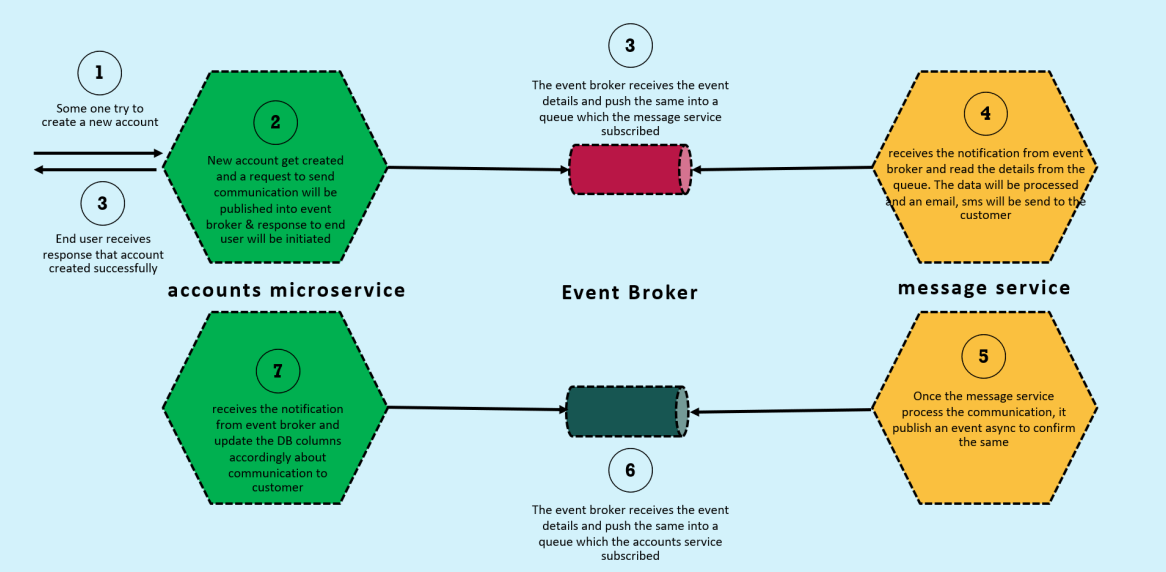 1
Some one try to
create a new account
3
End user receives
response that account
created successfully
2
New account get created
and a request to send
communication will be
published into event
broker & response to end
user will be initiated
accounts microservice
3
The event broker receives the event
details and push the same into a
queue which the message service
subscribed
Event Broker
4
receives the notification from event
broker and read the details from the
queue. The data will be processed
and an email, sms will be send to the
customer
message service
5
Once the message service
process the communication, it
publish an event async to confirm
the same
6
The event broker receives the event
details and push the same into a
queue which the accounts service
subscribed
7
receives the notification
from event broker and
update the DB columns
accordingly about
communication to
customer